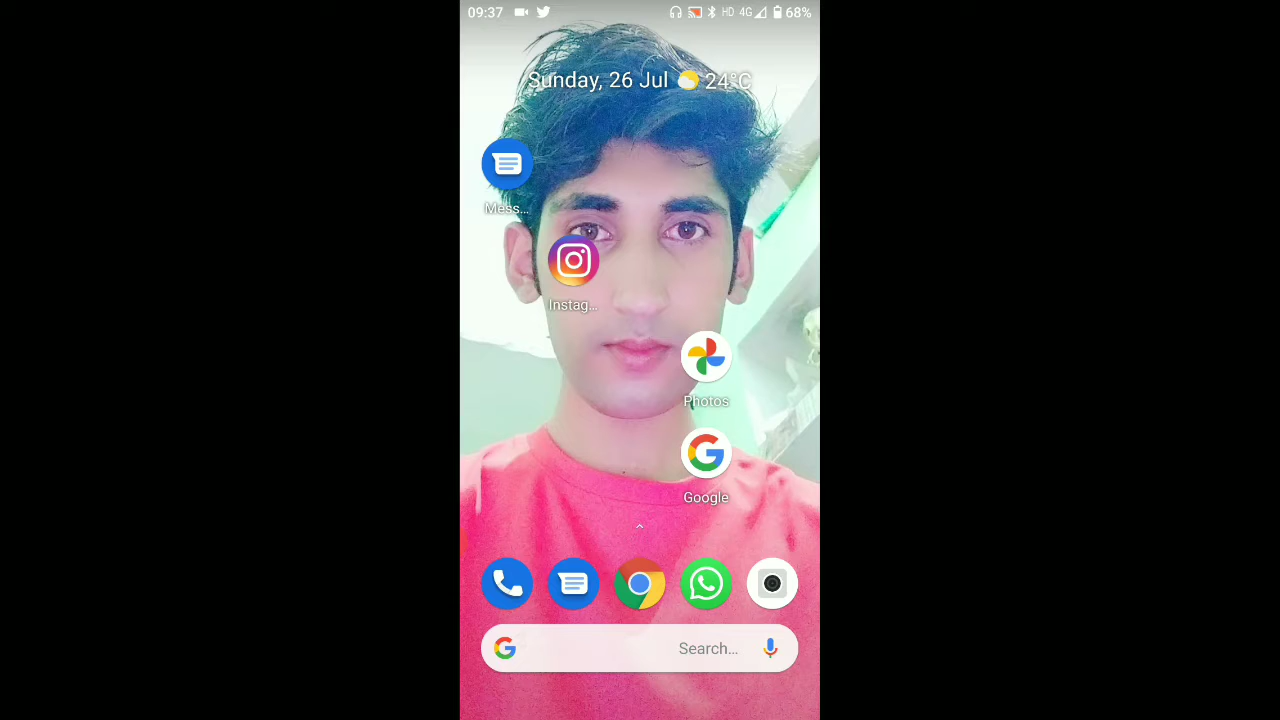 09:37 HD 4G 68%
Sunday, 26 Jul 24°C
Mess...
Instag...
Photos
Google
Search...